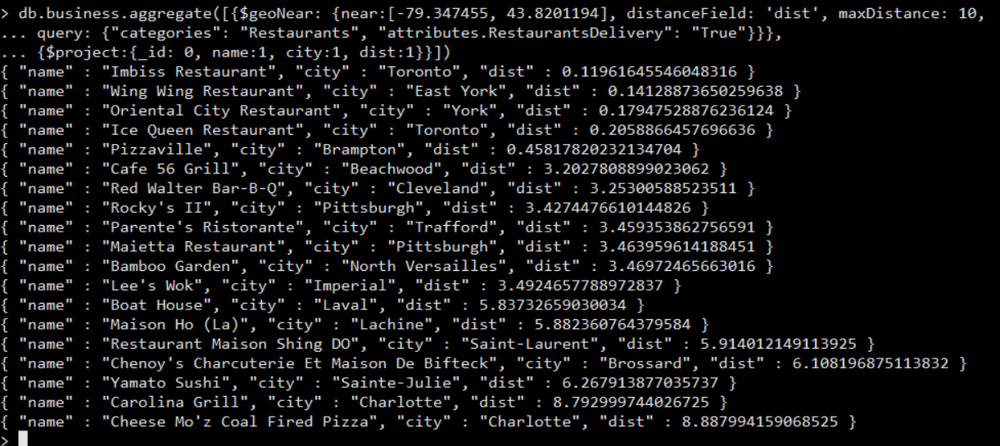 > db.business.aggregate([{$geoNear: {near:[-79.347455, 43.8201194], distanceField: 'dist', maxDistance: 10,
... query: {"categories": "Restaurants", "attributes.RestaurantsDelivery": "True"}}},
... {$project:{_id: 0, name:1, city:1, dist:1}}])
{ "name" : "Imbiss Restaurant", "city" : "Toronto", "dist" : 0.11961645546048316 }
{ "name" : "Wing Wing Restaurant", "city" : "East York", "dist" : 0.14128873650259638 }
{ "name" : "Oriental City Restaurant", "city" : "York", "dist" : 0.17947528876236124 }
{ "name" : "Ice Queen Restaurant", "city" : "Toronto", "dist" : 0.2058866457696636 }
{ "name" : "Pizzaville", "city" : "Brampton", "dist" : 0.45817820232134704 }
{ "name" : "Cafe 56 Grill", "city" : "Beachwood", "dist" : 3.2027808899023062 }
{ "name" : "Red Walter Bar-B-Q", "city" : "Cleveland", "dist" : 3.25300588523511 }
{ "name" : "Rocky's II", "city" : "Pittsburgh", "dist" : 3.4274476610144826 }
{ "name" : "Parente's Ristorante", "city" : "Trafford", "dist" : 3.459353862756591 }
{ "name" : "Maietta Restaurant", "city" : "Pittsburgh", "dist" : 3.463959614188451 }
{ "name" : "Bamboo Garden", "city" : "North Versailles", "dist" : 3.46972465663016 }
{ "name" : "Lee's Wok", "city" : "Imperial", "dist" : 3.4924657788972837 }
{ "name" : "Boat House", "city" : "Laval", "dist" : 5.83732659030034 }
{ "name" : "Maison Ho (La)", "city" : "Lachine", "dist" : 5.882360764379584 }
{ "name" : "Restaurant Maison Shing DO", "city" : "Saint-Laurent", "dist" : 5.914012149113925 }
{ "name" : "Chenoy's Charcuterie Et Maison De Bifteck", "city" : "Brossard", "dist" : 6.108196875113832 }
{ "name" : "Yamato Sushi", "city" : "Sainte-Julie", "dist" : 6.267913877035737 }
{ "name" : "Carolina Grill", "city" : "Charlotte", "dist" : 8.792999744026725 }
{ "name" : "Cheese Mo'z Coal Fired Pizza", "city" : "Charlotte", "dist" : 8.887994159068525 }
>